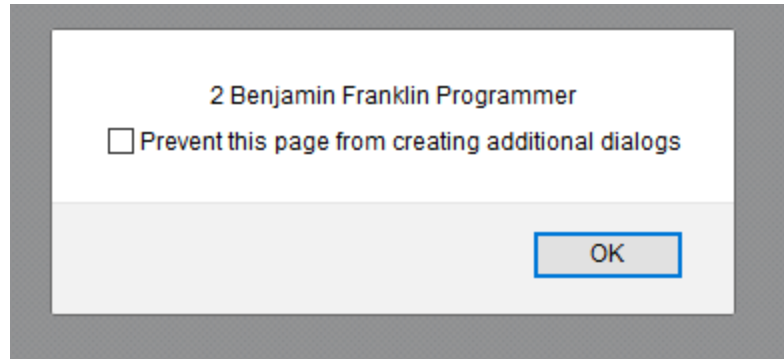 2 Benjamin Franklin Programmer
Prevent this page from creating additional dialogs
OK